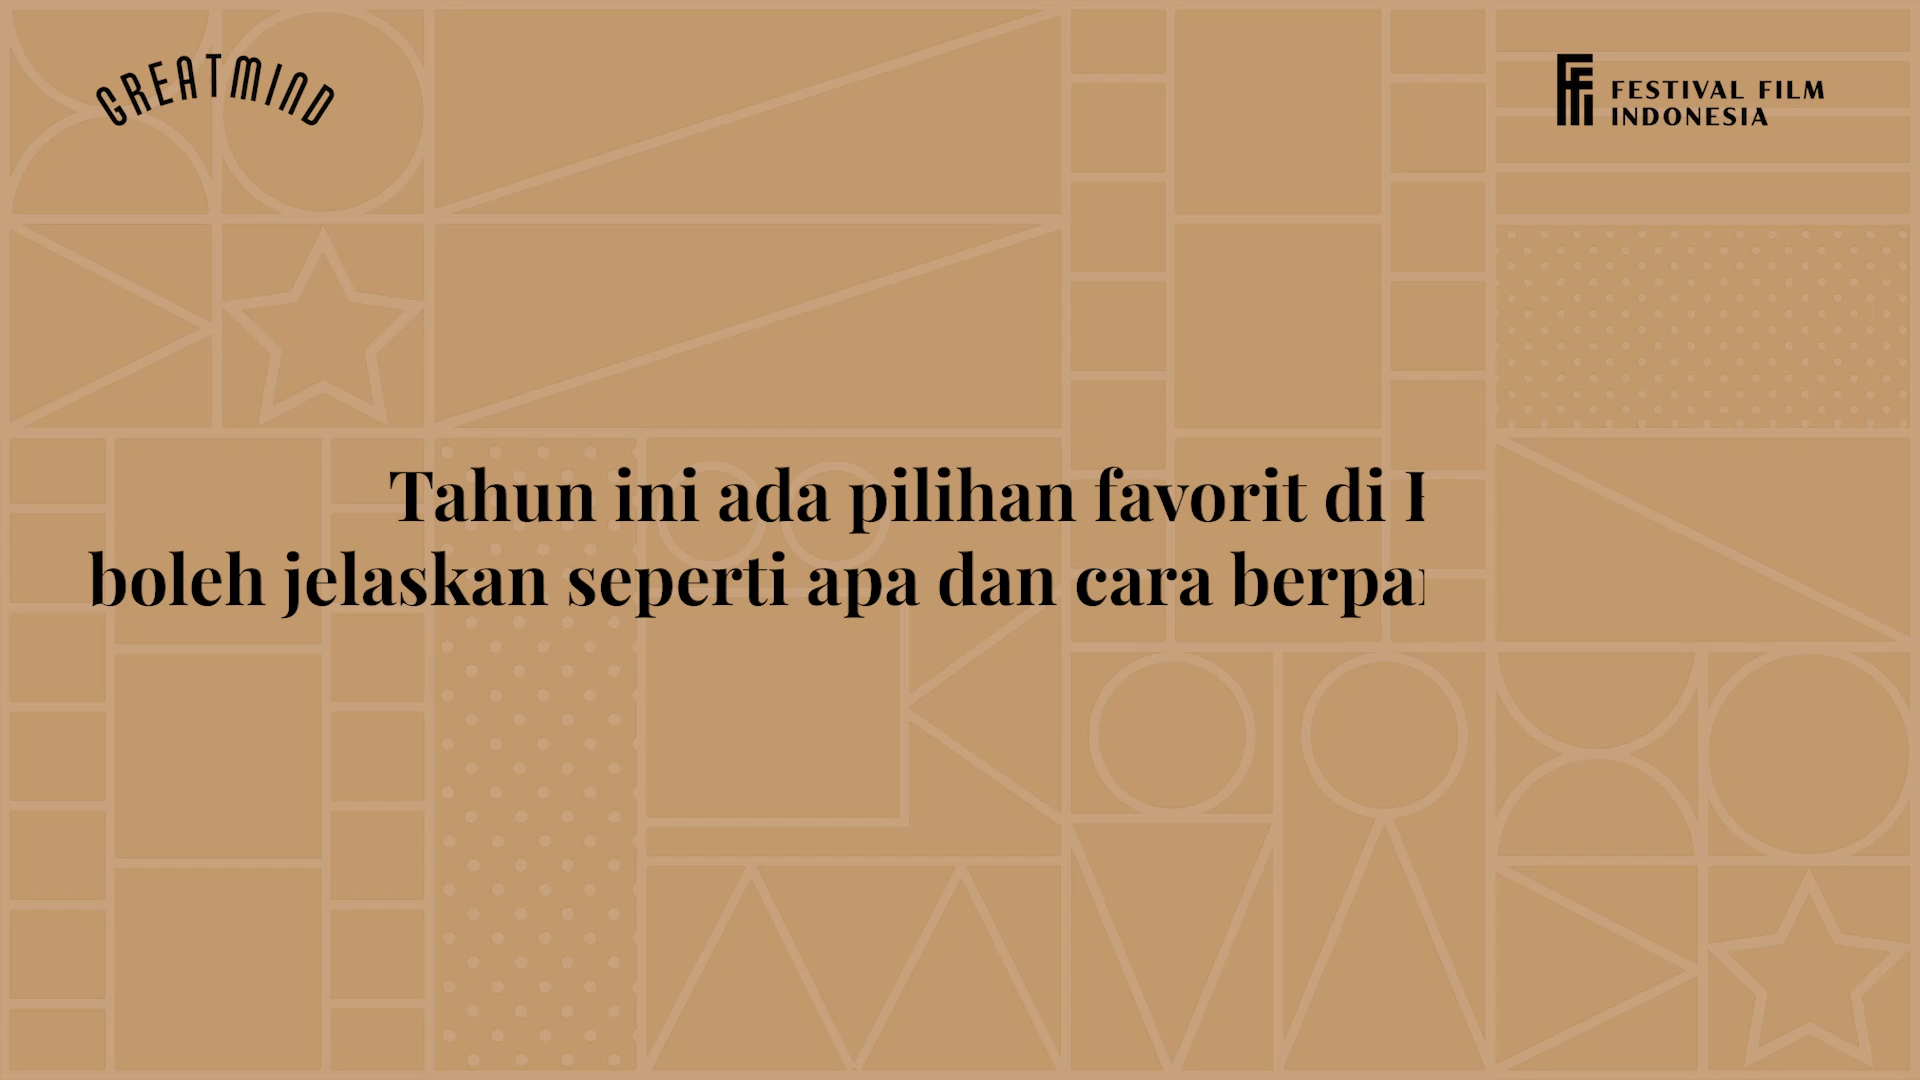 GREATMIND
FESTIVAL FILM
INDONESIA
Tahun ini ada pilihan favorit di
boleh jelaskan seperti apa dan cara